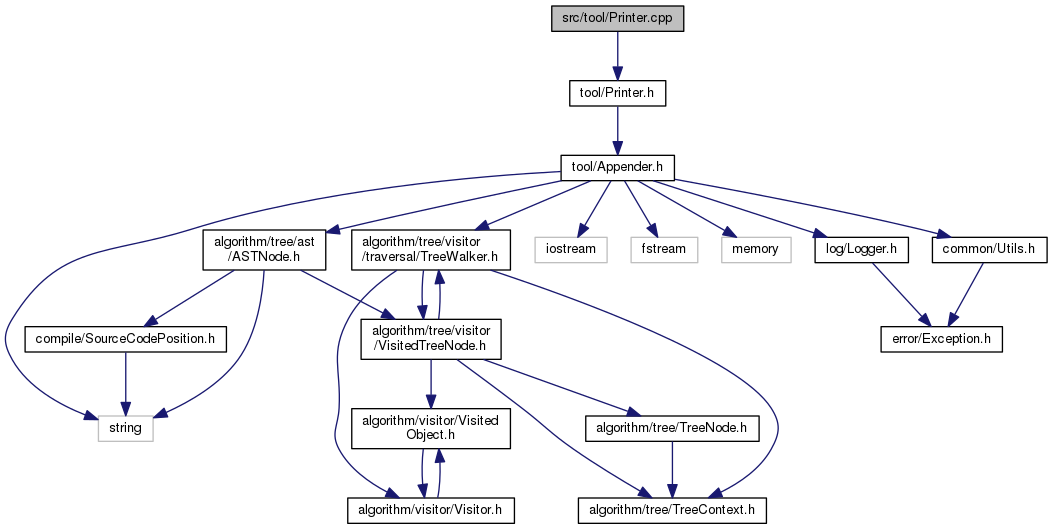 src/tool/Printer.cpp
tool/Printer.h
tool/Appender.h
algorithm/tree/ast
/ASTNode.h
algorithm/tree/visitor
/traversal/TreeWalker.h
iostream
fstream
memory
log/Logger.h
common/Utils.h
compile/SourceCodePosition.h
algorithm/tree/visitor
/VisitedTreeNode.h
error/Exception.h
string
algorithm/visitor/Visited
Object.h
algorithm/tree/TreeNode.h
algorithm/visitor/Visitor.h
algorithm/tree/TreeContext.h